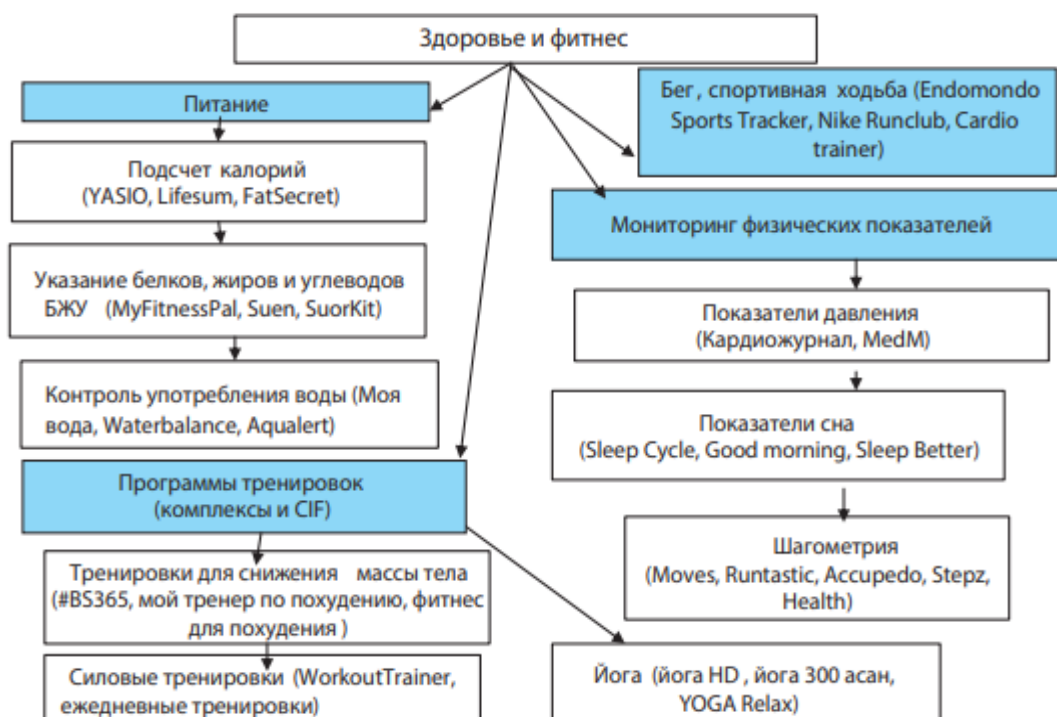 Здоровье и фитнес
Питание
Подсчет калорий
(YASIO, Lifesum, FatSecret)
Указание белков, жиров и углеводов
БЖУ (MyFitnessPal, Suen, SuorKit)
Контроль употребления воды (Моя
вода, Waterbalance, Aqualert)
Программы тренировок
(комплексы и CIF)
Тренировки для снижения массы тела
(#BS365, мой тренер по похудению, фитнес
для похудения )
Силовые тренировки (WorkoutTrainer,
ежедневные тренировки)
Бег , спортивная ходьба (Endomondo
Sports Tracker, Nike Runclub, Cardio
trainer)
Мониторинг физических показателей
Показатели давления
(Кардиожурнал, MedM)
Показатели сна
(Sleep Cycle, Good morning, Sleep Better)
Шагометрия
(Moves, Runtastic, Accupedo, Stepz,
Health)
Йога (йога HD , йога 300 асан,
YOGA Relax)